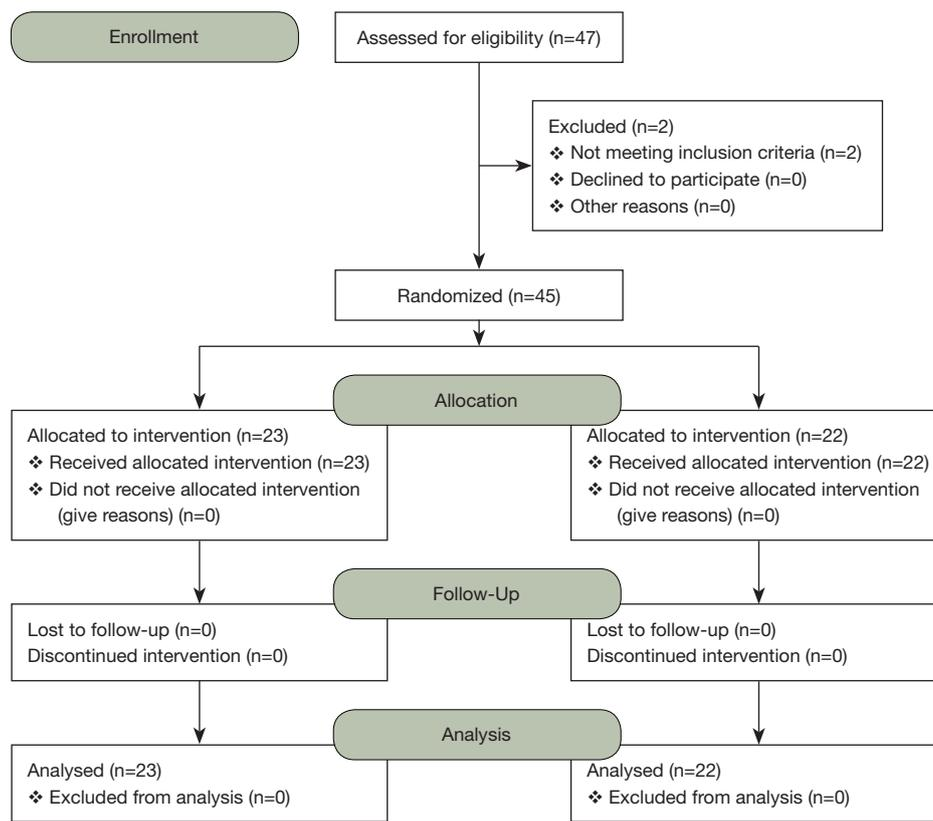 Enrollment
Assessed for eligibility (n=47)
Excluded (n=2)
❖ Not meeting inclusion criteria (n=2)
❖ Declined to participate (n=0)
❖ Other reasons (n=0)
Randomized (n=45)
Allocation
Allocated to intervention (n=23)
❖ Received allocated intervention (n=23)
❖ Did not receive allocated intervention
(give reasons) (n=0)
Allocated to intervention (n=22)
❖ Received allocated intervention (n=22)
❖ Did not receive allocated intervention
(give reasons) (n=0)
Follow-Up
Lost to follow-up (n=0)
Discontinued intervention (n=0)
Lost to follow-up (n=0)
Discontinued intervention (n=0)
Analysis
Analysed (n=23)
❖ Excluded from analysis (n=0)
Analysed (n=22)
❖ Excluded from analysis (n=0)